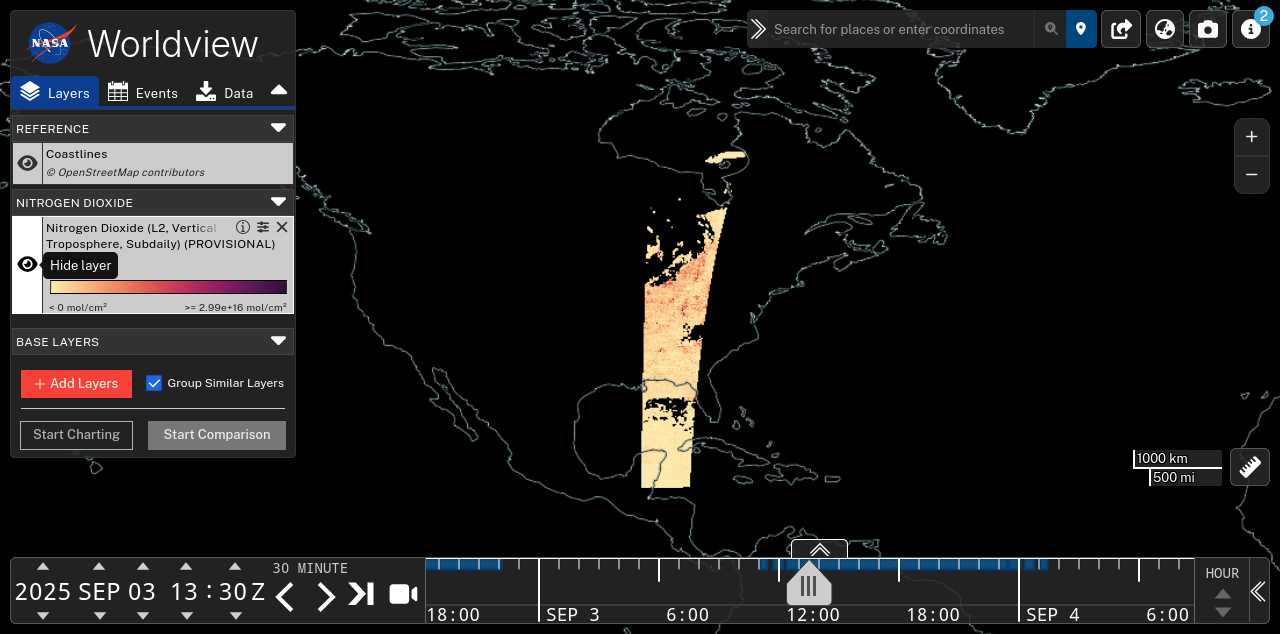 NASA Worldview
Layers
Events
Data
REFERENCE
Coastlines
© OpenStreetMap contributors
NITROGEN DIOXIDE
Nitrogen Dioxide (L2, Vertical
Troposphere, Subdaily) (PROVISIONAL)
Hide layer
< 0 mol/cm²
>= 2.99e+16 mol/cm²
BASE LAYERS
+ Add Layers
Group Similar Layers
Start Charting
Start Comparison
Search for places or enter coordinates
2
+
−
1000 km
500 mi
2025 SEP 03 13 : 30 Z
30 MINUTE
18:00
SEP 3
6:00
12:00
18:00
SEP 4
6:00
HOUR